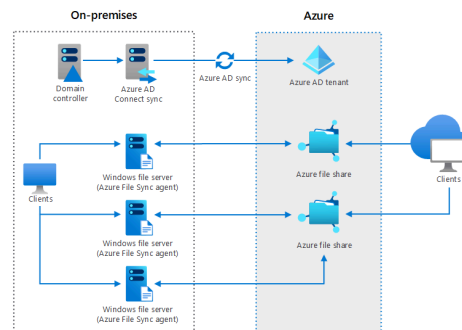 On-premises
Azure
Domain
controller
Azure AD
Connect sync
Azure AD sync
Azure AD tenant
Clients
Windows file server
(Azure File Sync agent)
Azure file share
Clients
Windows file server
(Azure File Sync agent)
Azure file share
Windows file server
(Azure File Sync agent)